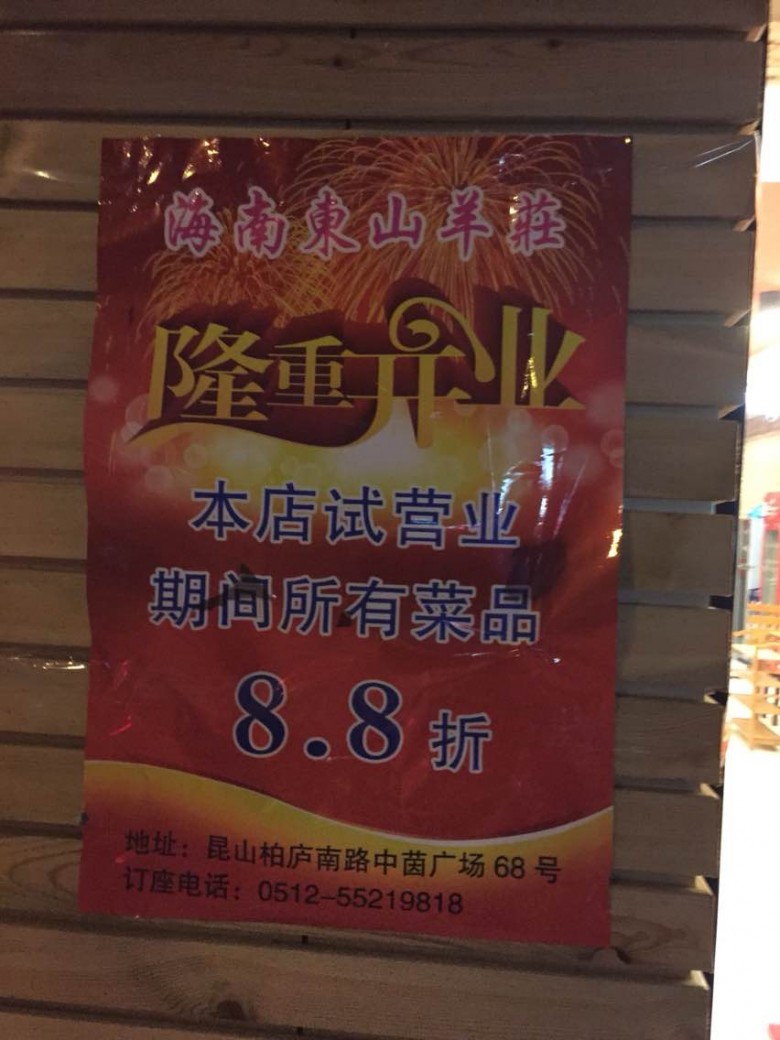 海南東山羊莊
隆重开业
本店试营业
期间所有菜品
8.8折
地址：昆山柏庐南路中茵广场 68 号
订座电话：0512-55219818